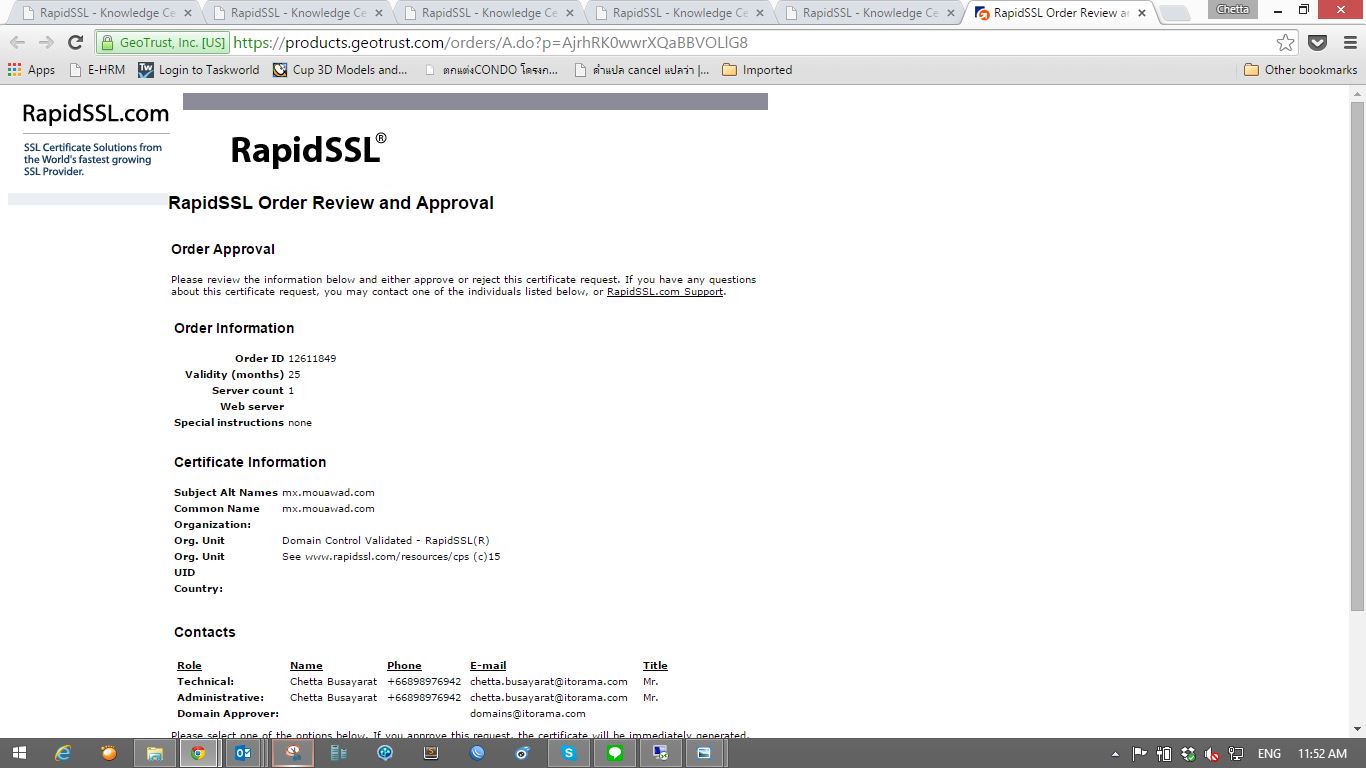 RapidSSL - Knowledge Ce
RapidSSL - Knowledge Ce
RapidSSL - Knowledge Ce
RapidSSL - Knowledge Ce
RapidSSL - Knowledge Ce
RapidSSL Order Review an
Chetta
GeoTrust, Inc. [US]
https://products.geotrust.com/orders/A.do?p=AjrhRK0wwrXQaBBVOLlG8
Apps
E-HRM
Login to Taskworld
Cup 3D Models and...
ตกแต่งCONDO โครงก...
คำแปล cancel แปลว่า |...
Imported
Other bookmarks
RapidSSL.com
SSL Certificate Solutions from
the World's fastest growing
SSL Provider.
RapidSSL®
RapidSSL Order Review and Approval
Order Approval
Please review the information below and either approve or reject this certificate request. If you have any questions
about this certificate request, you may contact one of the individuals listed below, or RapidSSL.com Support.
Order Information
Order ID 12611849
Validity (months) 25
Server count 1
Web server
Special instructions none
Certificate Information
Subject Alt Names mx.mouawad.com
Common Name mx.mouawad.com
Organization:
Org. Unit Domain Control Validated - RapidSSL(R)
Org. Unit See www.rapidssl.com/resources/cps (c)15
UID
Country:
Contacts
Role Name Phone E-mail Title
Technical: Chetta Busayarat +66898976942 chetta.busayarat@itorama.com Mr.
Administrative: Chetta Busayarat +66898976942 chetta.busayarat@itorama.com Mr.
Domain Approver: domains@itorama.com
Please select one of the options below. If you approve this request, the certificate will be immediately generated.
ENG
11:52 AM